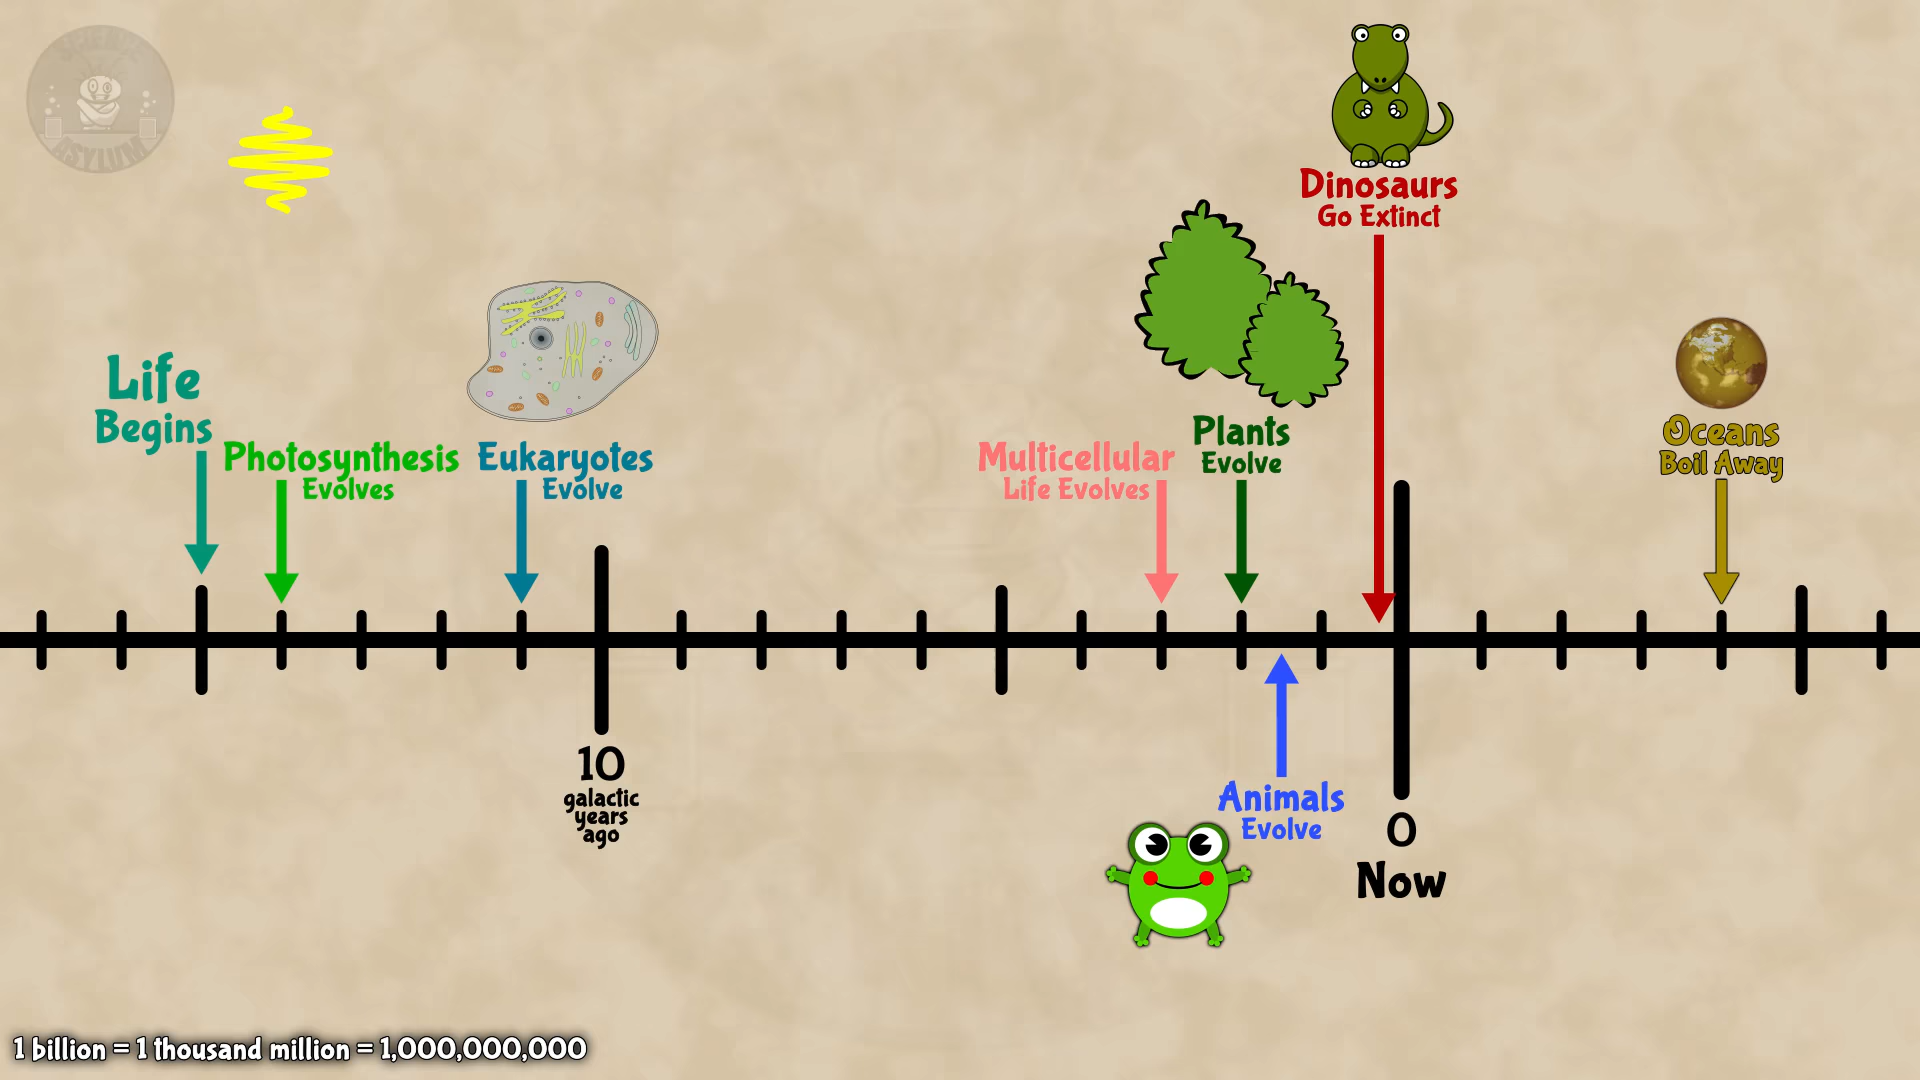 ASYLUM
Dinosaurs
Go Extinct
Life
Begins
Photosynthesis
Evolves
Eukaryotes
Evolve
Multicellular
Life Evolves
Plants
Evolve
Oceans
Boil Away
10
galactic
years
ago
Animals
Evolve
0
Now
1 billion = 1 thousand million = 1,000,000,000